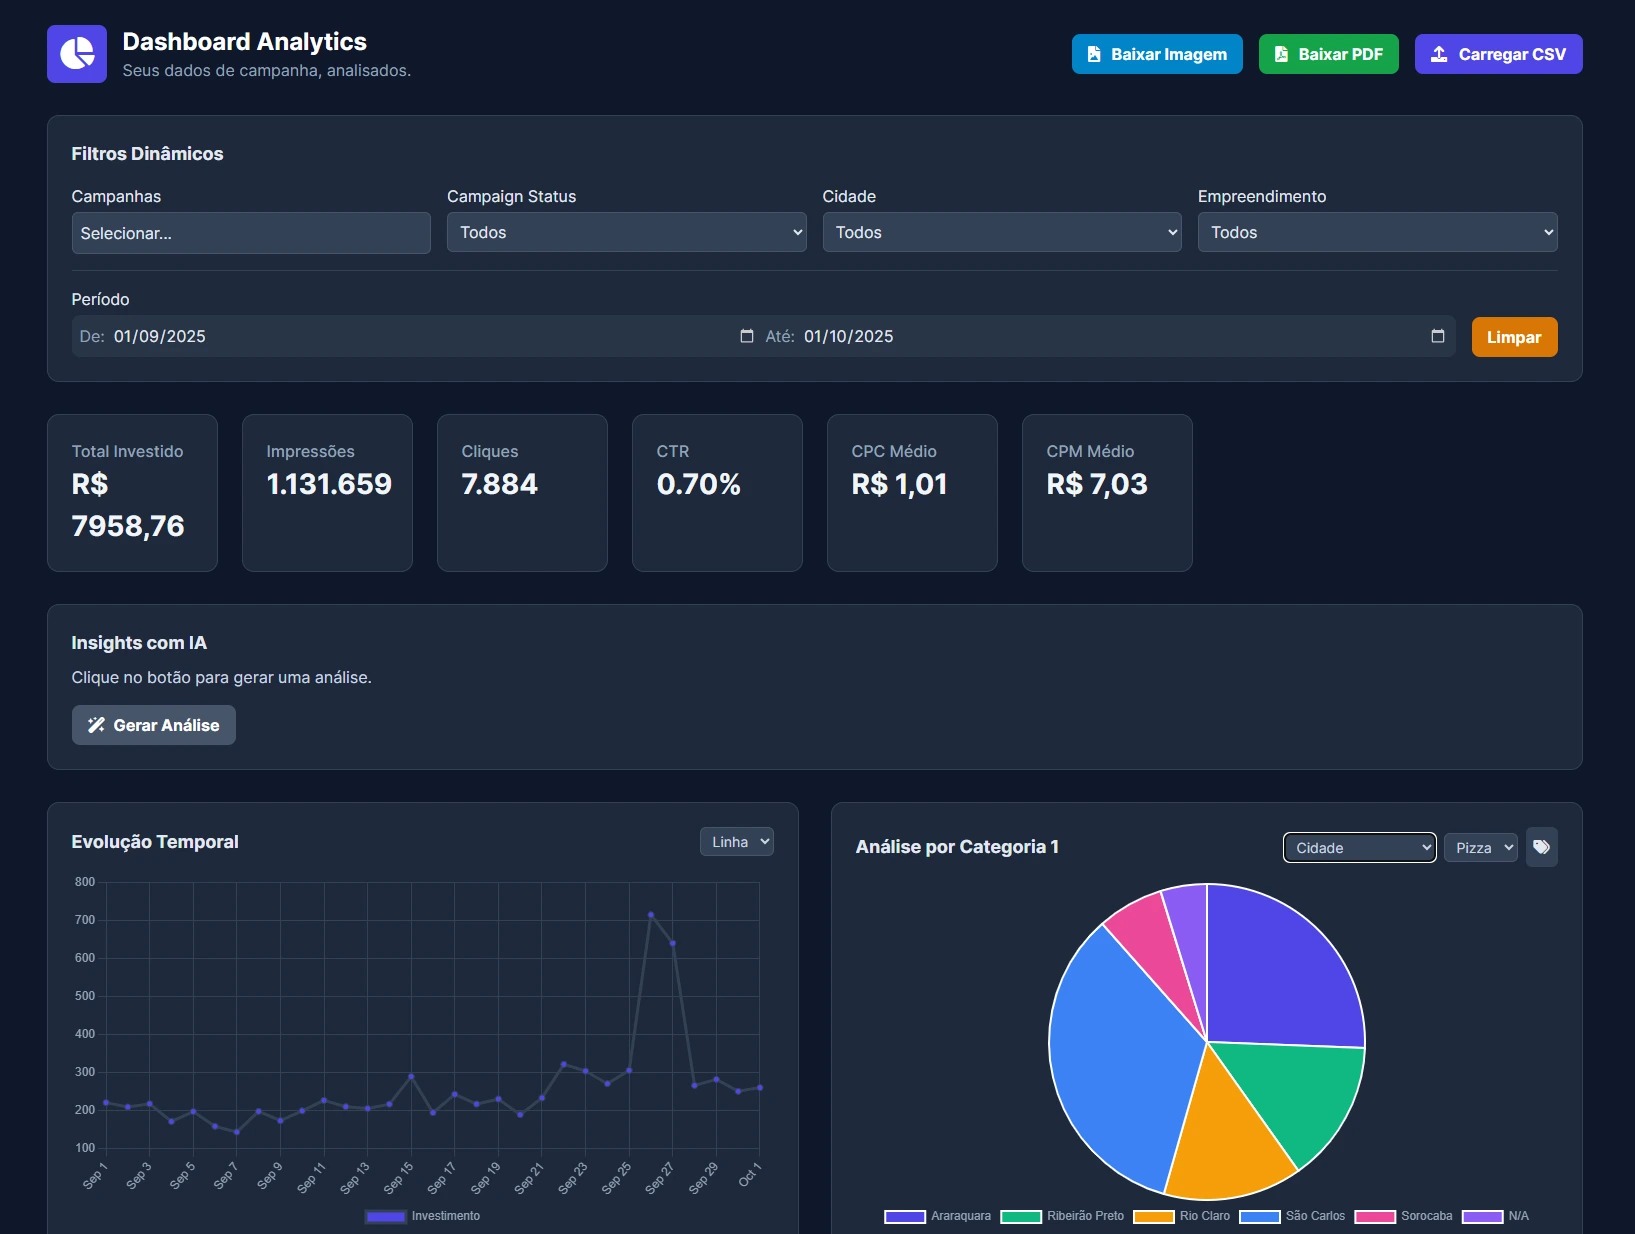 Dashboard Analytics
Seus dados de campanha, analisados.
Baixar Imagem
Baixar PDF
Carregar CSV
Filtros Dinâmicos
Campanhas
Campaign Status
Cidade
Empreendimento
Selecionar...
Todos
Todos
Todos
Período
De: 01/09/2025
Até: 01/10/2025
Limpar
Total Investido
R$
7958,76
Impressões
1.131.659
Cliques
7.884
CTR
0.70%
CPC Médio
R$ 1,01
CPM Médio
R$ 7,03
Insights com IA
Clique no botão para gerar uma análise.
Gerar Análise
Evolução Temporal
Linha
800
700
600
500
400
300
200
100
Sep 1
Sep 3
Sep 5
Sep 7
Sep 9
Sep 11
Sep 13
Sep 15
Sep 17
Sep 19
Sep 21
Sep 23
Sep 25
Sep 27
Sep 29
Oct 1
Investimento
Análise por Categoria 1
Cidade
Pizza
Araraquara
Ribeirão Preto
Rio Claro
São Carlos
Sorocaba
N/A